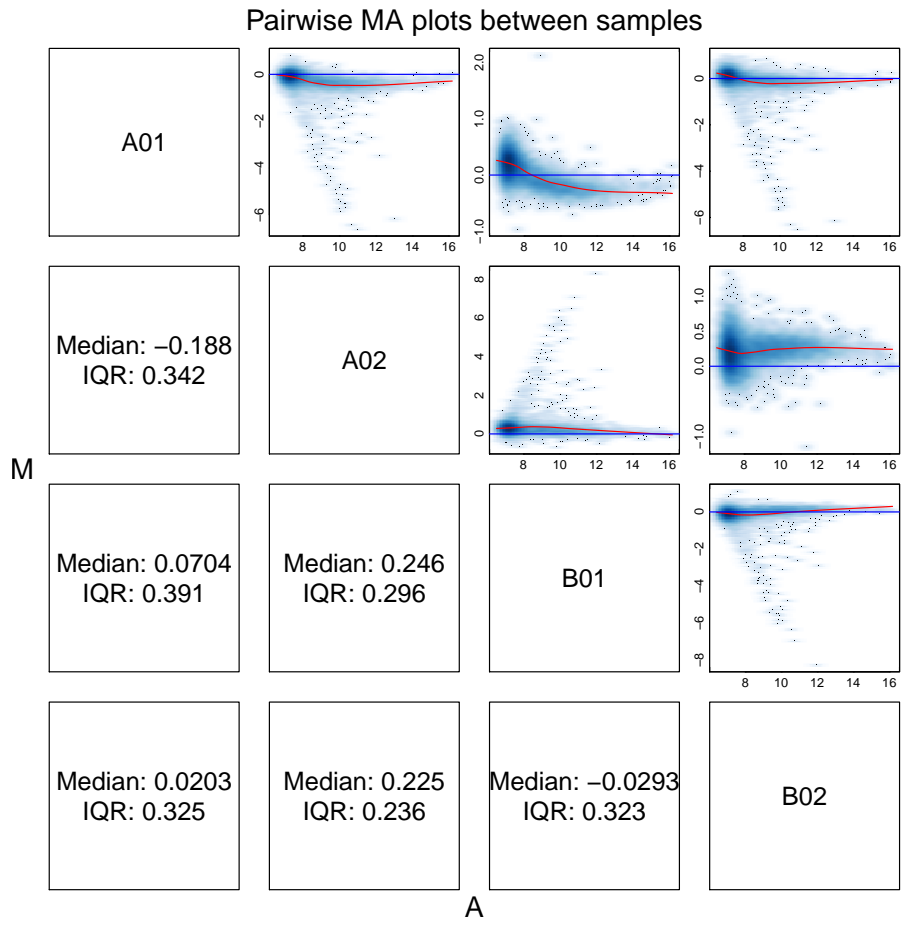 Pairwise MA plots between samples
A01
0
−2
−4
−6
8 10 12 14 16
2.0
1.0
0.0
−1.0
8 10 12 14 16
0
−2
−4
−6
8 10 12 14 16
Median: −0.188
IQR: 0.342
A02
8
6
4
2
0
8 10 12 14 16
1.0
0.5
0.0
−1.0
8 10 12 14 16
M
Median: 0.0704
IQR: 0.391
Median: 0.246
IQR: 0.296
B01
0
−2
−4
−6
−8
8 10 12 14 16
Median: 0.0203
IQR: 0.325
Median: 0.225
IQR: 0.236
Median: −0.0293
IQR: 0.323
B02
A